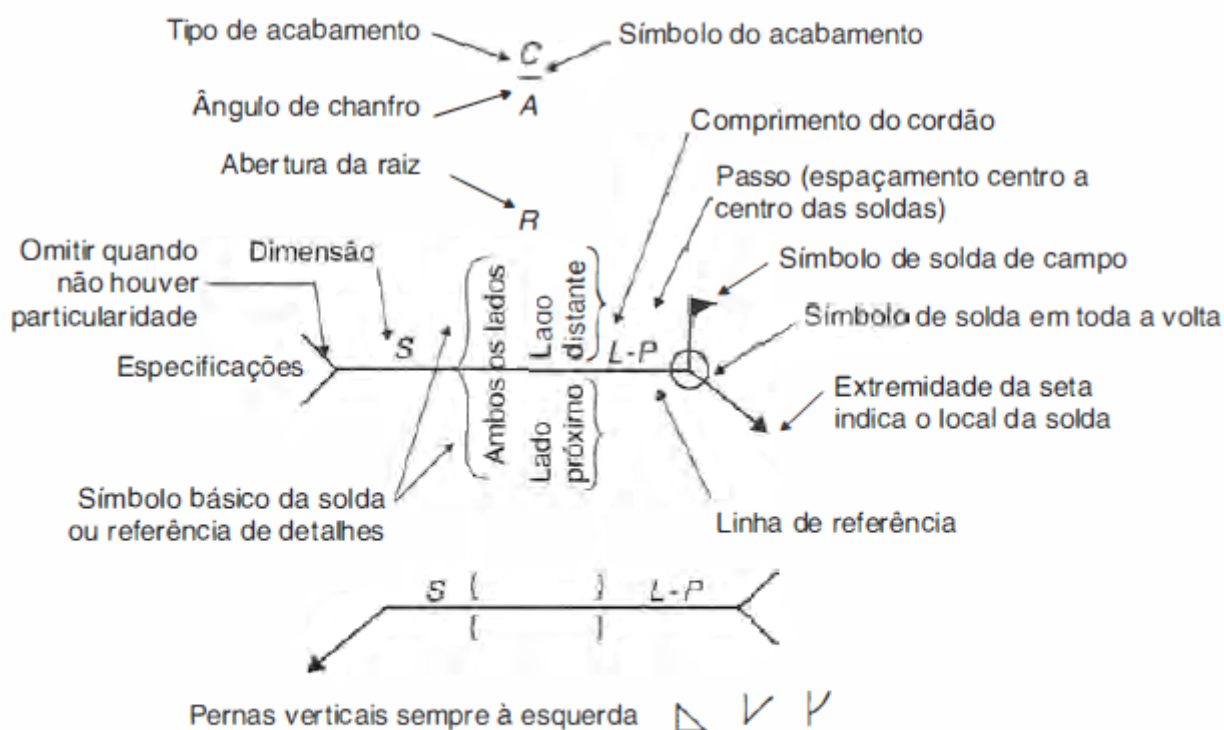 Tipo de acabamento
C
Símbolo do acabamento
Ângulo de chanfro
A
Comprimento do cordão
Abertura da raiz
R
Passo (espaçamento centro a
centro das soldas)
Omitir quando
não houver
particularidade
Dimensão
Ambos os lados
Lado
distante
Símbolo de solda de campo
S
L-P
Símbolo de solda em toda a volta
Especificações
Lado
próximo
Extremidade da seta
indica o local da solda
Símbolo básico da solda
ou referência de detalhes
Linha de referência
S
L-P
Pernas verticais sempre à esquerda